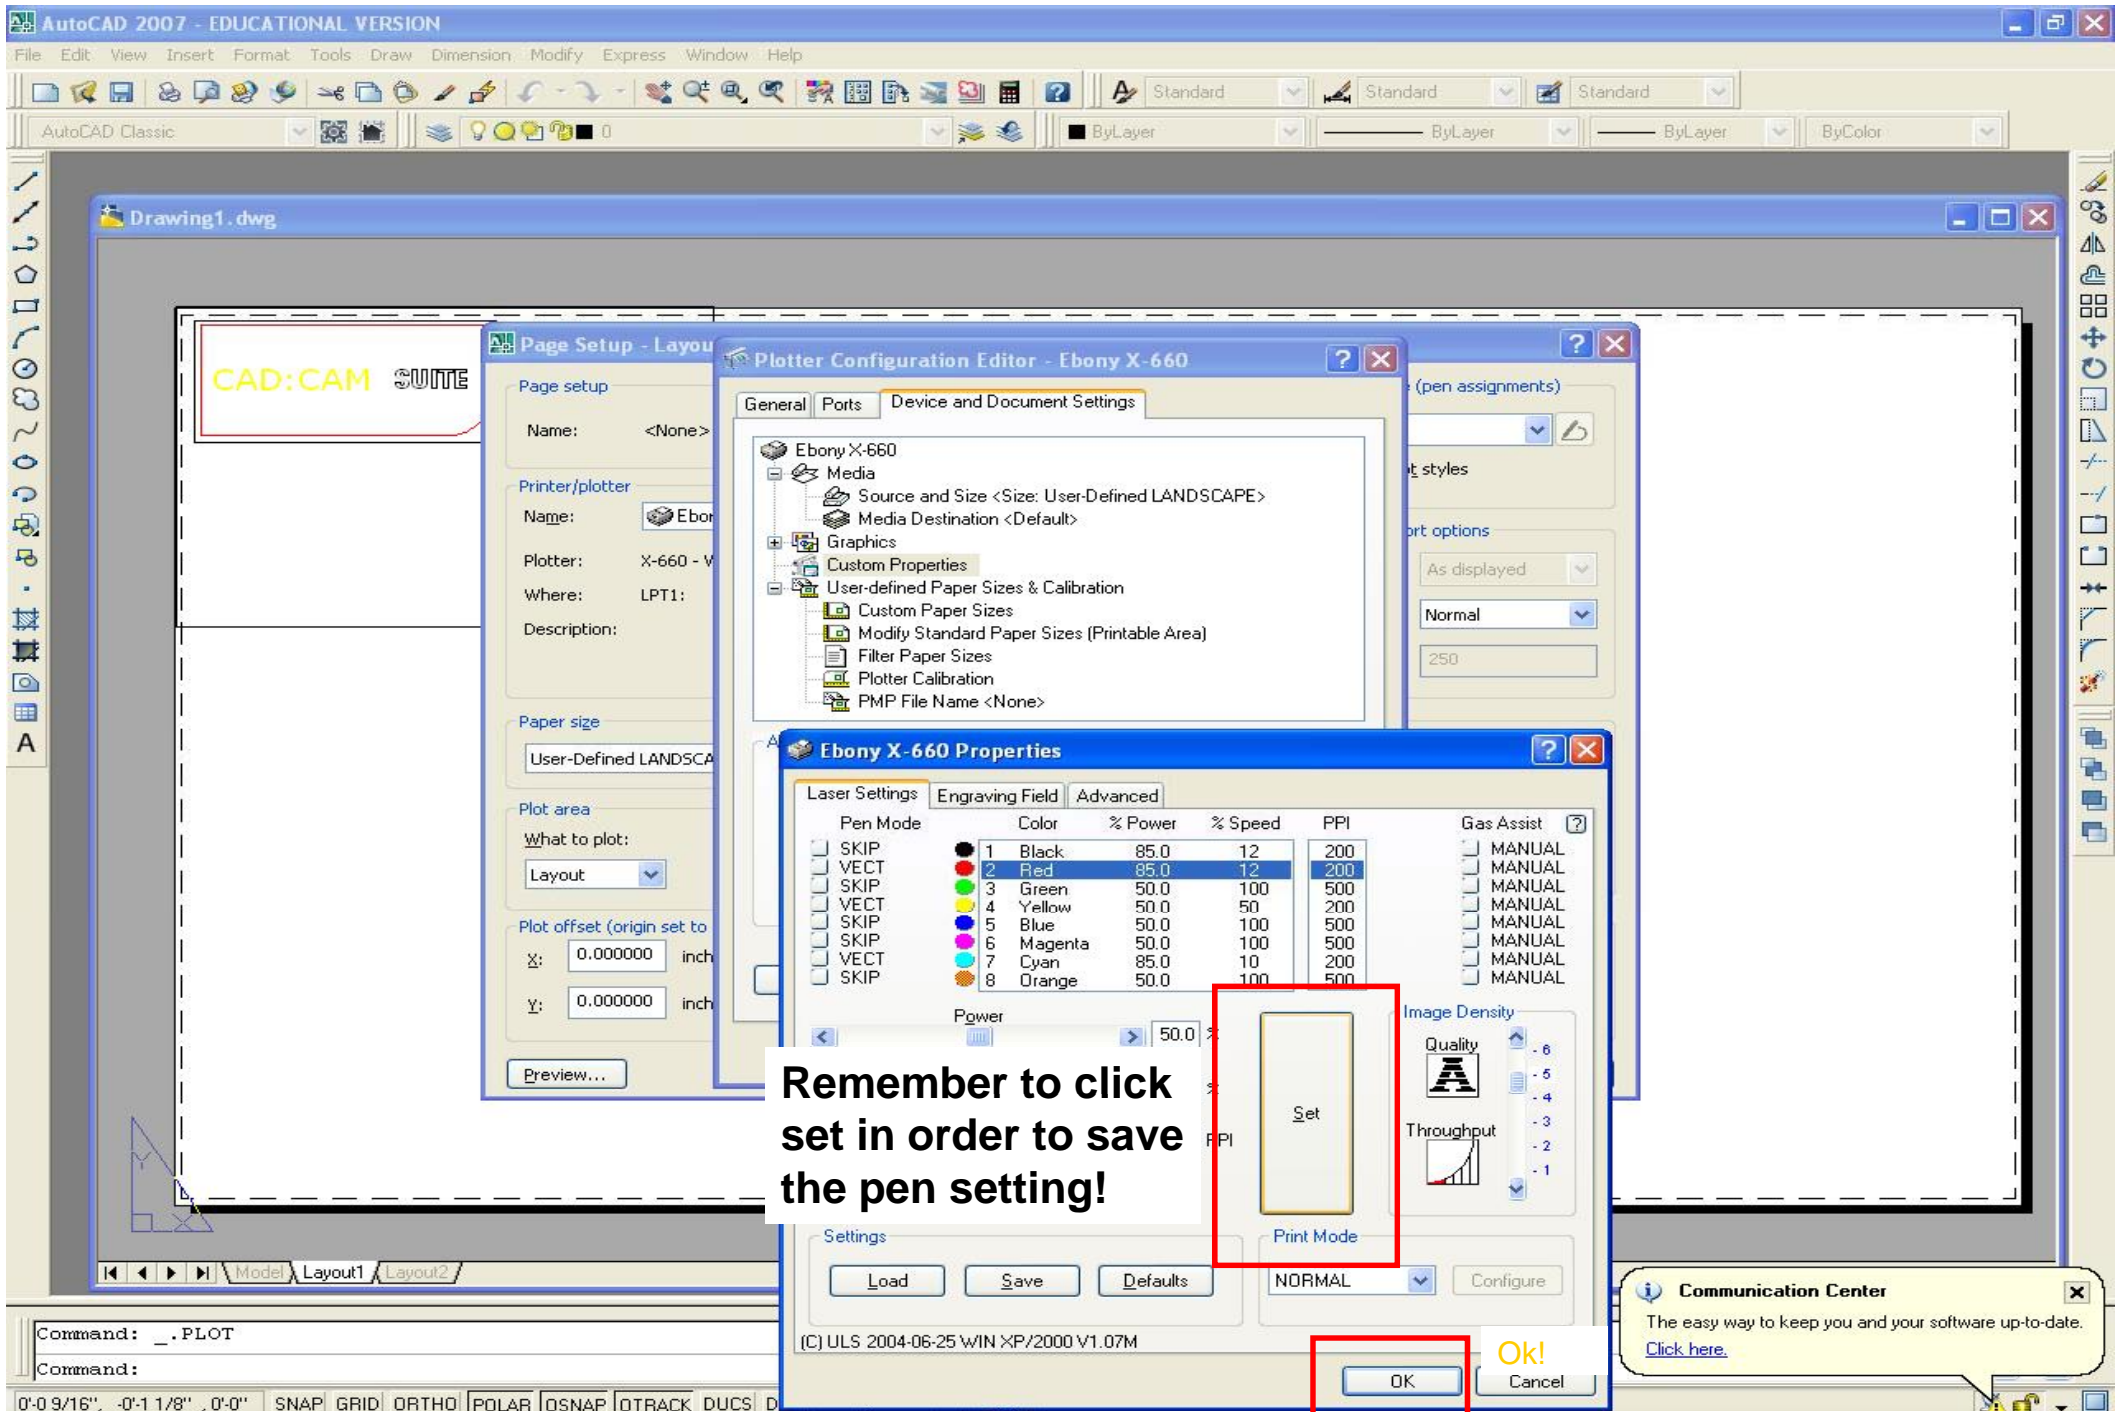 AutoCAD 2007 - EDUCATIONAL VERSION
File Edit View Insert Format Tools Draw Dimension Modify Express Window Help
Standard Standard Standard
AutoCAD Classic 0 ByLayer ByLayer ByLayer ByColor
Drawing1.dwg
CAD:CAM SUITE
Page Setup - Layou
Page setup
Name: <None>
Printer/plotter
Name: Ebon
Plotter: X-660 - W
Where: LPT1:
Description:
Paper size
User-Defined LANDSCA
Plot area
What to plot:
Layout
Plot offset (origin set to
X: 0.000000 inch
Y: 0.000000 inch
Preview...
(pen assignments)
styles
ort options
As displayed
Normal
250
Plotter Configuration Editor - Ebony X-660
General Ports Device and Document Settings
Ebony X-660
Media
Source and Size <Size: User-Defined LANDSCAPE>
Media Destination <Default>
Graphics
Custom Properties
User-defined Paper Sizes & Calibration
Custom Paper Sizes
Modify Standard Paper Sizes (Printable Area)
Filter Paper Sizes
Plotter Calibration
PMP File Name <None>
A
Ebony X-660 Properties
Laser Settings Engraving Field Advanced
Pen Mode Color % Power % Speed PPI Gas Assist ?
SKIP 1 Black 85.0 12 200 MANUAL
VECT 2 Red 85.0 12 200 MANUAL
SKIP 3 Green 50.0 100 500 MANUAL
VECT 4 Yellow 50.0 50 200 MANUAL
SKIP 5 Blue 50.0 100 500 MANUAL
SKIP 6 Magenta 50.0 100 500 MANUAL
VECT 7 Cyan 85.0 10 200 MANUAL
SKIP 8 Orange 50.0 100 500 MANUAL
Power
50.0 %
%
PPI
Set
Image Density
Quality
Throughput
- 6
- 5
- 4
- 3
- 2
- 1
Remember to click
set in order to save
the pen setting!
Settings
Load Save Defaults
Print Mode
NORMAL Configure
(C) ULS 2004-06-25 WIN XP/2000 V1.07M
Ok!
OK Cancel
Y
X
Model Layout1 Layout2
Command: _.PLOT
Command:
0'-0 9/16", -0'-1 1/8" , 0'-0" SNAP GRID ORTHO POLAR OSNAP OTRACK DUCS D
Communication Center
The easy way to keep you and your software up-to-date.
Click here.